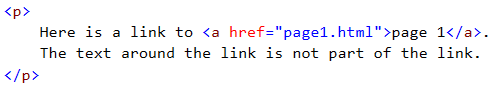 <p>
    Here is a link to <a href="page1.html">page 1</a>.
    The text around the link is not part of the link.
</p>